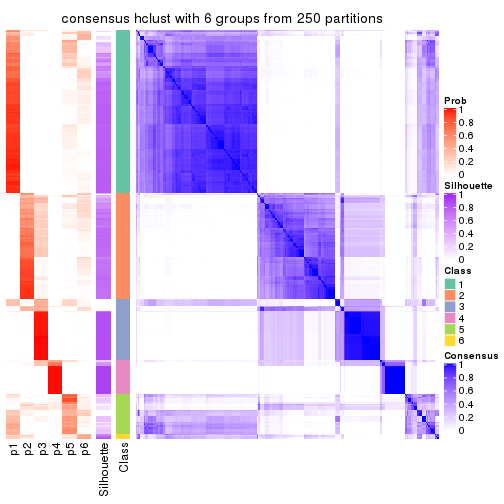 consensus hclust with 6 groups from 250 partitions
Prob
1
0.8
0.6
0.4
0.2
0
Silhouette
1
0.8
0.6
0.4
0.2
0
Class
1
2
3
4
5
6
Consensus
1
0.8
0.6
0.4
0.2
0
p1
p2
p3
p4
p5
p6
Silhouette
Class